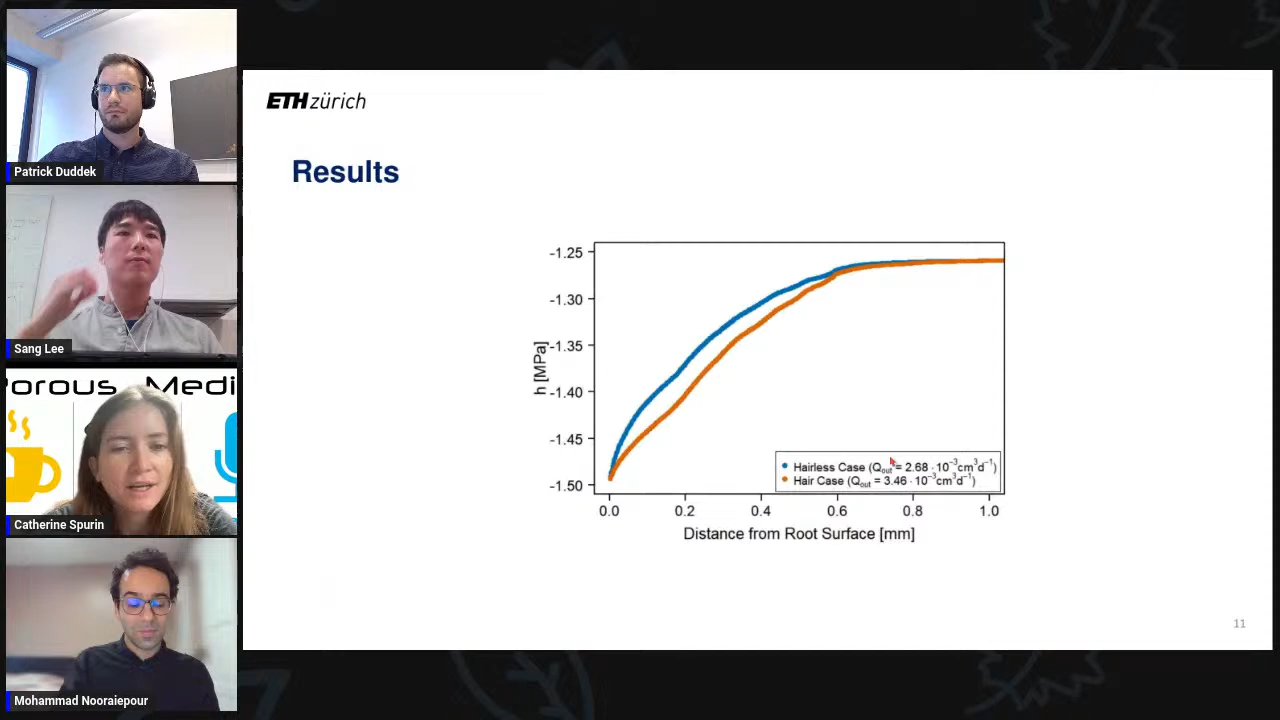 Patrick Duddek
Sang Lee
Porous Medi
Catherine Spurin
Mohammad Nooraiepour
ETH zürich
Results
h [MPa]
-1.25
-1.30
-1.35
-1.40
-1.45
-1.50
Hairless Case (Qout = 2.68 · 10⁻³cm³d⁻¹)
Hair Case (Qout = 3.46 · 10⁻³cm³d⁻¹)
0.0 0.2 0.4 0.6 0.8 1.0
Distance from Root Surface [mm]
11